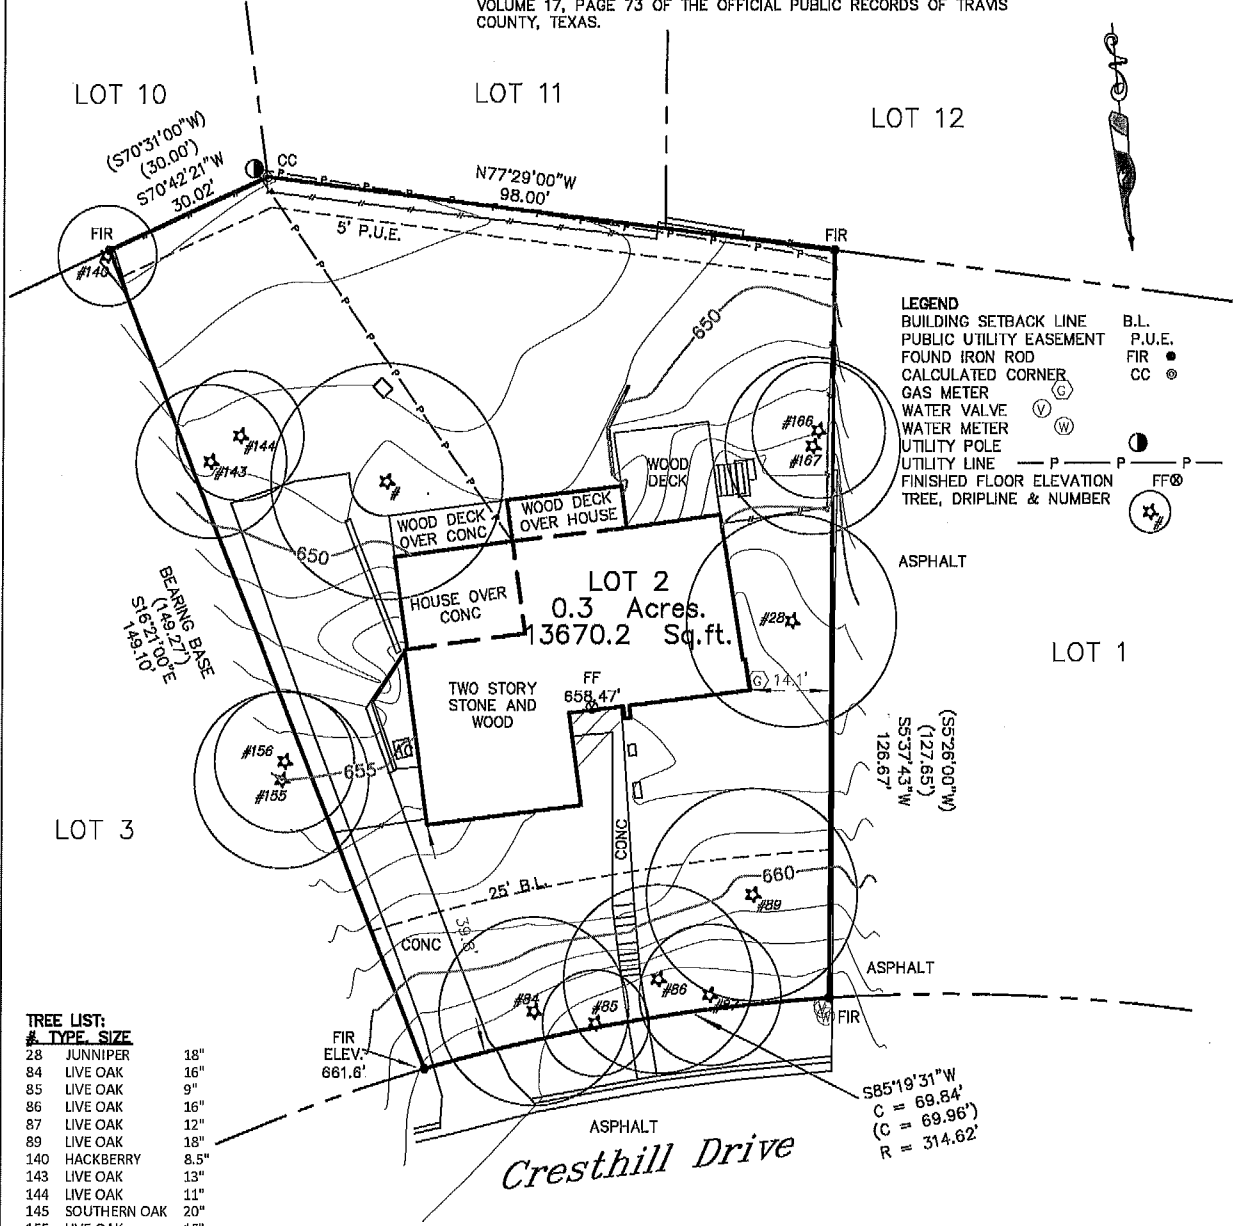 VOLUME 17, PAGE 73 OF THE OFFICIAL PUBLIC RECORDS OF TRAVIS
COUNTY, TEXAS.
LOT 10
LOT 11
LOT 12
(S70°31'00"W)
(30.00')
S70°42'21"W
30.02'
CC
N77°29'00"W
98.00'
FIR
#140
5' P.U.E.
FIR
650
LEGEND
BUILDING SETBACK LINE B.L.
PUBLIC UTILITY EASEMENT P.U.E.
FOUND IRON ROD FIR
CALCULATED CORNER CC
GAS METER G
WATER VALVE V
WATER METER W
UTILITY POLE
UTILITY LINE P P P
FINISHED FLOOR ELEVATION FF
TREE, DRIPLINE & NUMBER #
#144
#143
#
#166
#167
WOOD
DECK
WOOD DECK
OVER CONC
WOOD DECK
OVER HOUSE
650
ASPHALT
BEARING BASE
(149.27')
S16°21'00"E
149.10'
HOUSE OVER
CONC
LOT 2
0.3 Acres.
13670.2 Sq.ft.
#28
LOT 1
TWO STORY
STONE AND
WOOD
FF
658.47'
G 14.1'
(S5°26'00"W)
(127.65')
S5°37'43"W
126.67'
#156
#155
655
AC
LOT 3
CONC
660
25' B.L.
#89
39.8'
CONC
#84
#85
#86
#87
ASPHALT
V
W
FIR
FIR
ELEV.
661.6'
S85°19'31"W
C = 69.84'
(C = 69.96')
R = 314.62'
ASPHALT
Cresthill Drive
TREE LIST:
#. TYPE. SIZE
28 JUNNIPER 18"
84 LIVE OAK 16"
85 LIVE OAK 9"
86 LIVE OAK 16"
87 LIVE OAK 12"
89 LIVE OAK 18"
140 HACKBERRY 8.5"
143 LIVE OAK 13"
144 LIVE OAK 11"
145 SOUTHERN OAK 20"